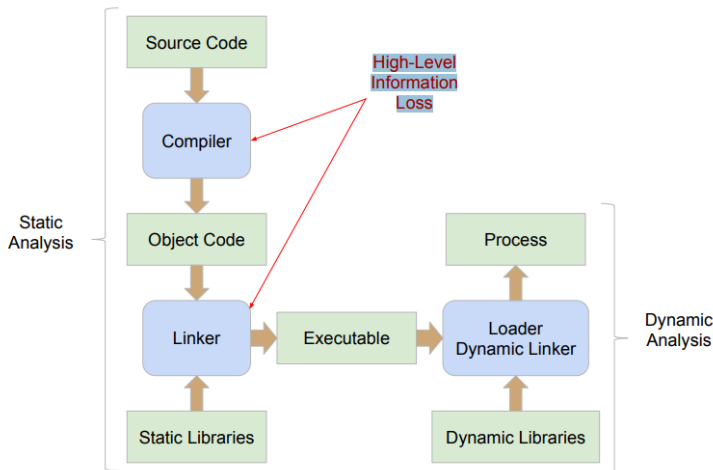 Source Code
High-Level
Information
Loss
Compiler
Static
Analysis
Object Code
Process
Linker
Executable
Loader
Dynamic Linker
Dynamic
Analysis
Static Libraries
Dynamic Libraries